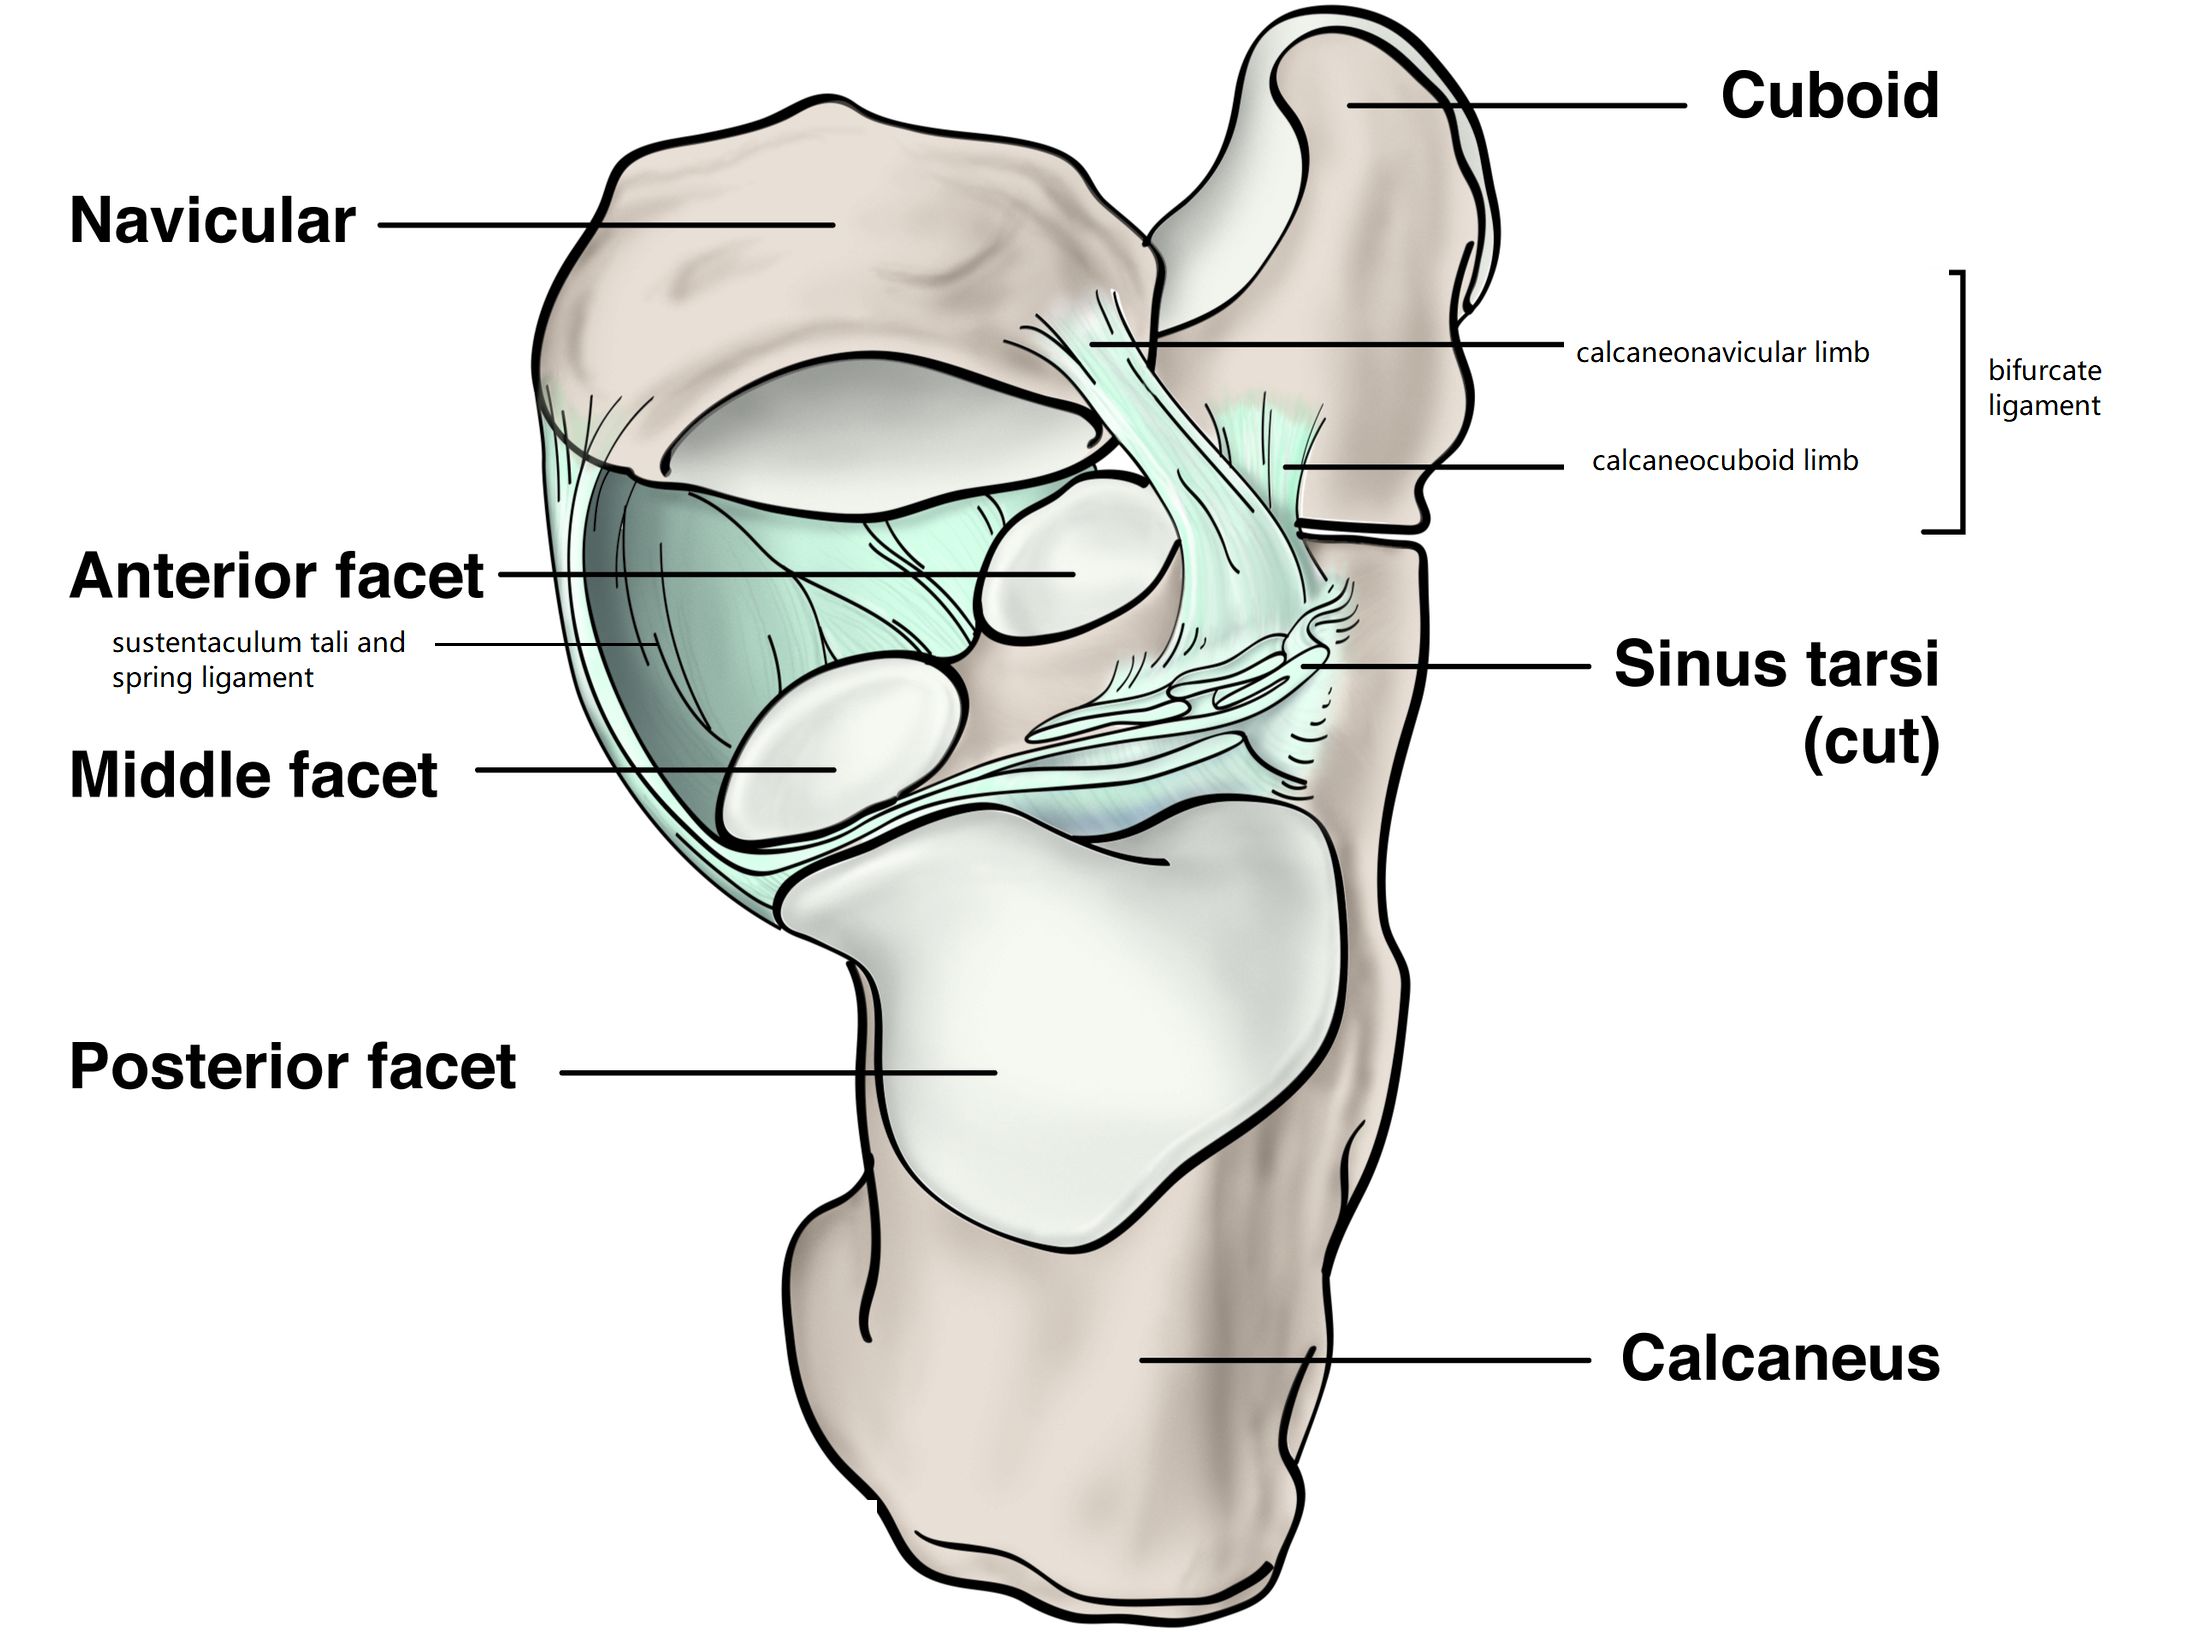 Cuboid
Navicular
calcaneonavicular limb
bifurcate
ligament
calcaneocuboid limb
Anterior facet
sustentaculum tali and
spring ligament
Sinus tarsi
(cut)
Middle facet
Posterior facet
Calcaneus